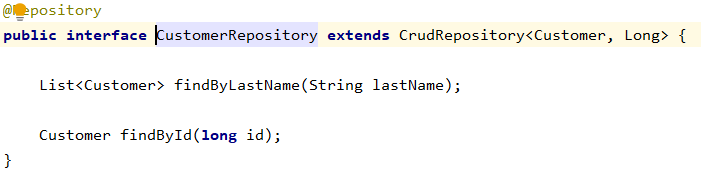 @Repository
public interface CustomerRepository extends CrudRepository<Customer, Long> {
List<Customer> findByLastName(String lastName);
Customer findById(long id);
}